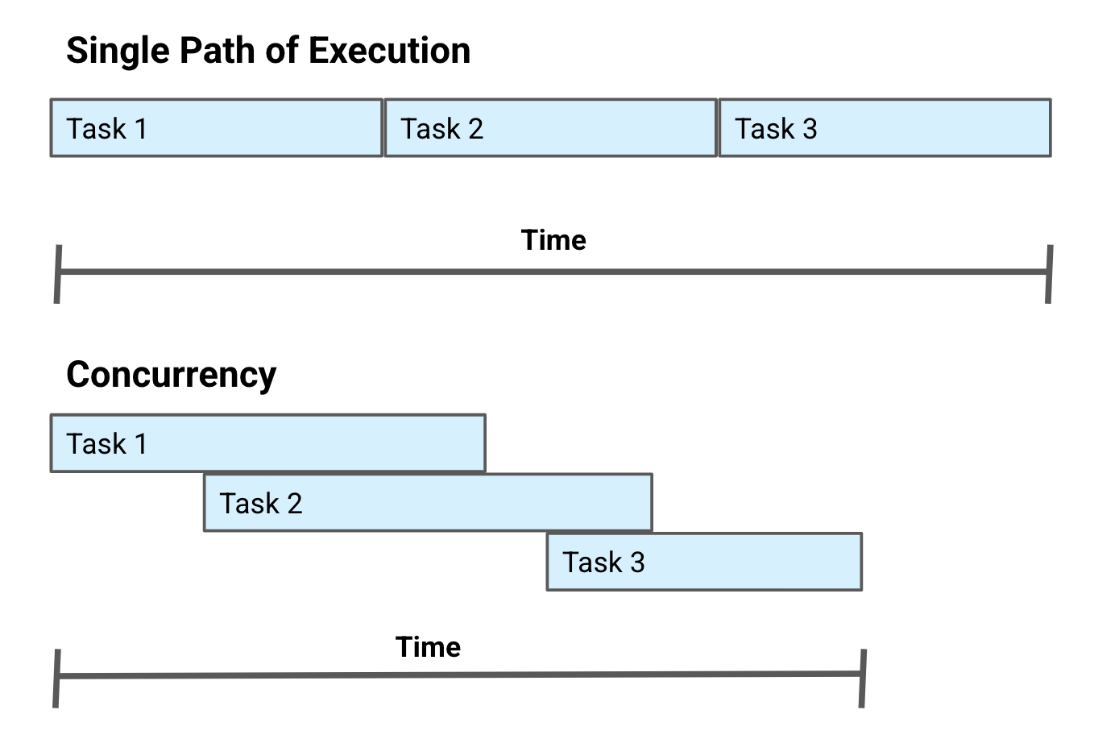 Single Path of Execution
Task 1 Task 2 Task 3
Time
Concurrency
Task 1
Task 2
Task 3
Time